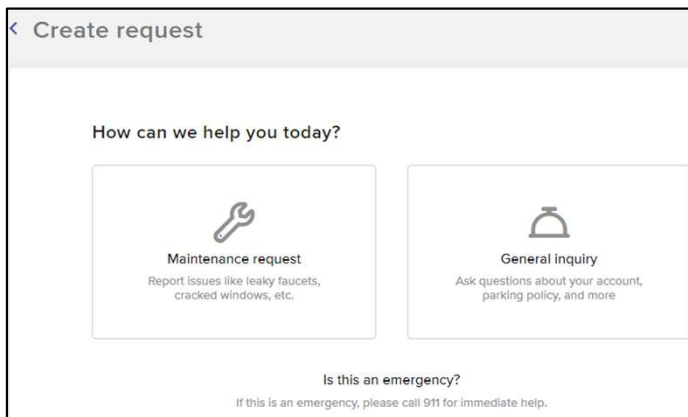 Create request
How can we help you today?
Maintenance request
Report issues like leaky faucets,
cracked windows, etc.
General inquiry
Ask questions about your account,
parking policy, and more
Is this an emergency?
If this is an emergency, please call 911 for immediate help.